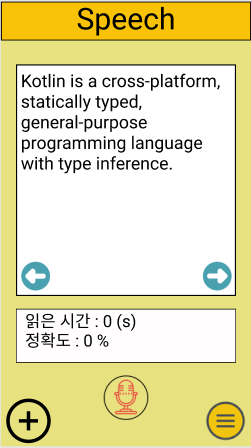 Speech
Kotlin is a cross-platform,
statically typed,
general-purpose
programming language
with type inference.
읽은 시간 : 0 (s)
정확도 : 0 %